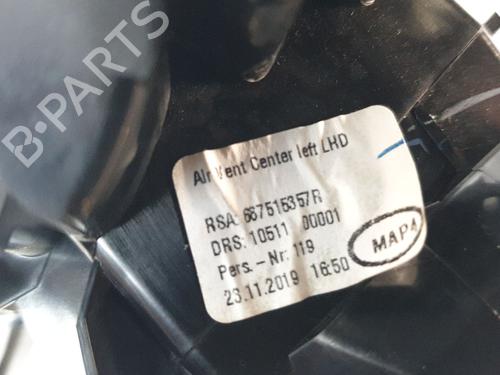 B-PARTS
Air Vent Center left LHD
RSA: 687515357R
DRS: 10511 00001
Pers. - Nr: 119
23.11.2019 16:50
MAPA